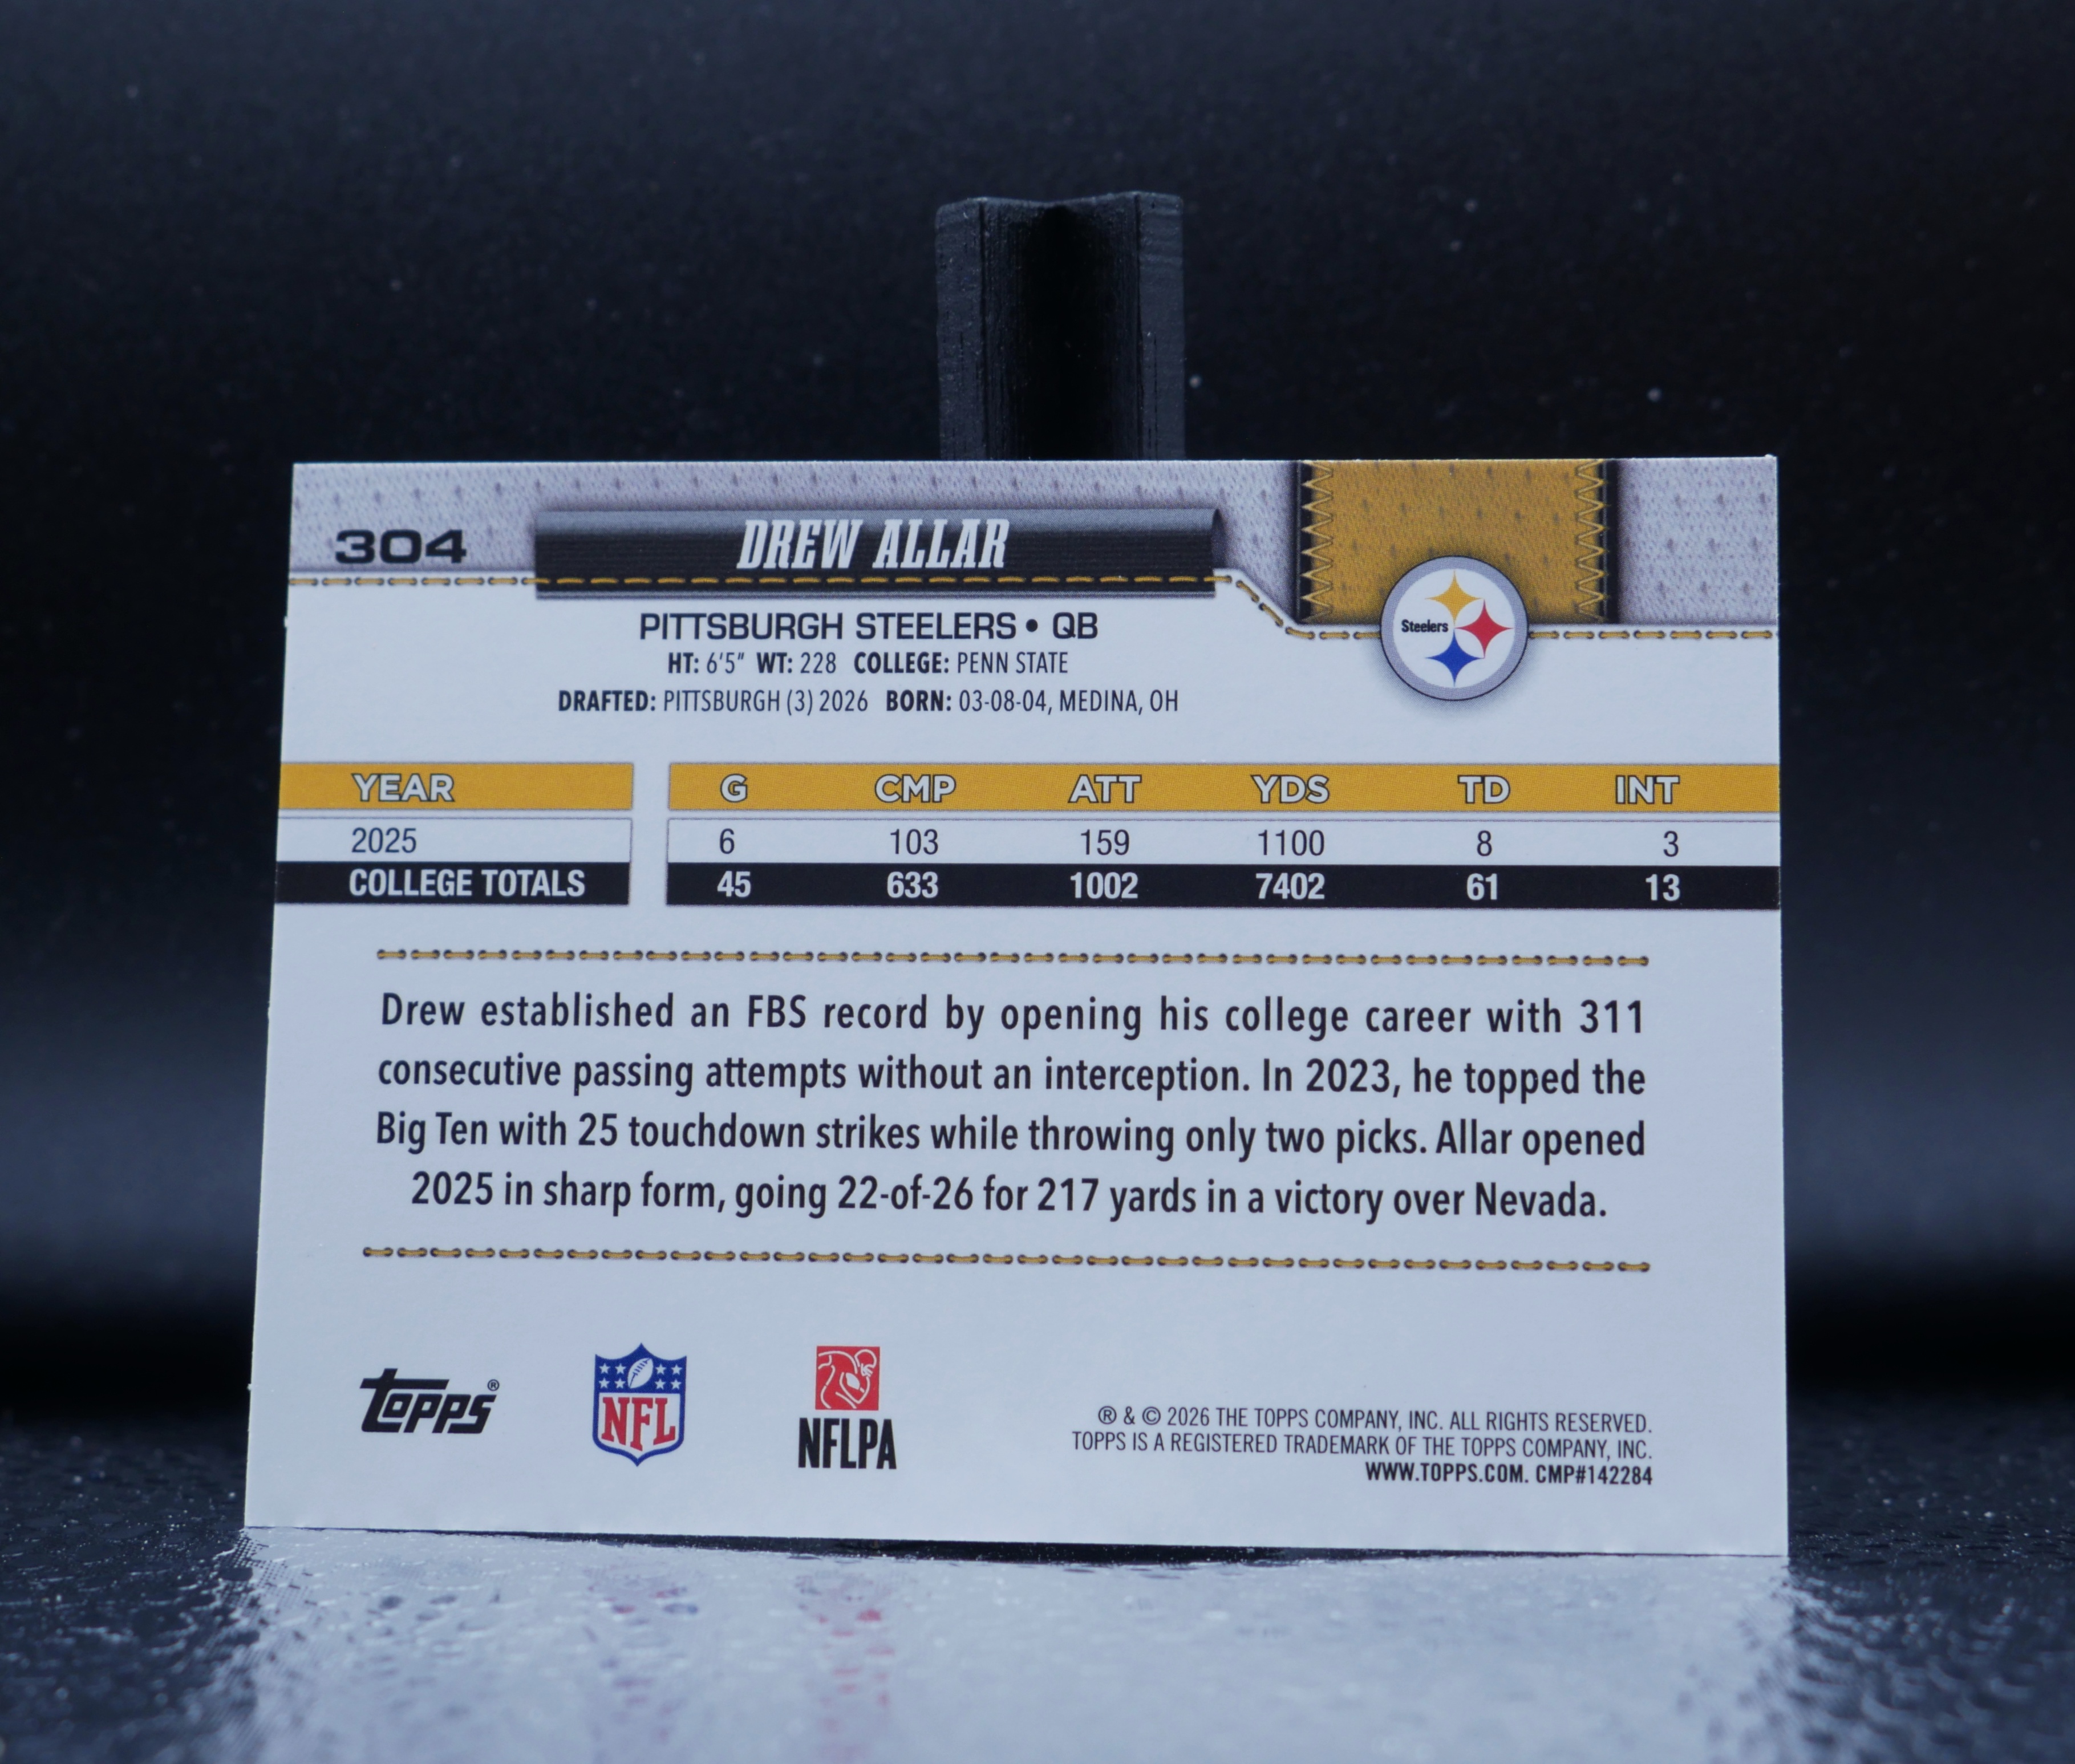 304
DREW ALLAR
PITTSBURGH STEELERS • QB
Steelers
HT: 6'5" WT: 228 COLLEGE: PENN STATE
DRAFTED: PITTSBURGH (3) 2026 BORN: 03-08-04, MEDINA, OH
YEAR G CMP ATT YDS TD INT
2025 6 103 159 1100 8 3
COLLEGE TOTALS 45 633 1002 7402 61 13
Drew established an FBS record by opening his college career with 311
consecutive passing attempts without an interception. In 2023, he topped the
Big Ten with 25 touchdown strikes while throwing only two picks. Allar opened
2025 in sharp form, going 22-of-26 for 217 yards in a victory over Nevada.
topps®
NFL
NFLPA
® & © 2026 THE TOPPS COMPANY, INC. ALL RIGHTS RESERVED.
TOPPS IS A REGISTERED TRADEMARK OF THE TOPPS COMPANY, INC.
WWW.TOPPS.COM. CMP#142284